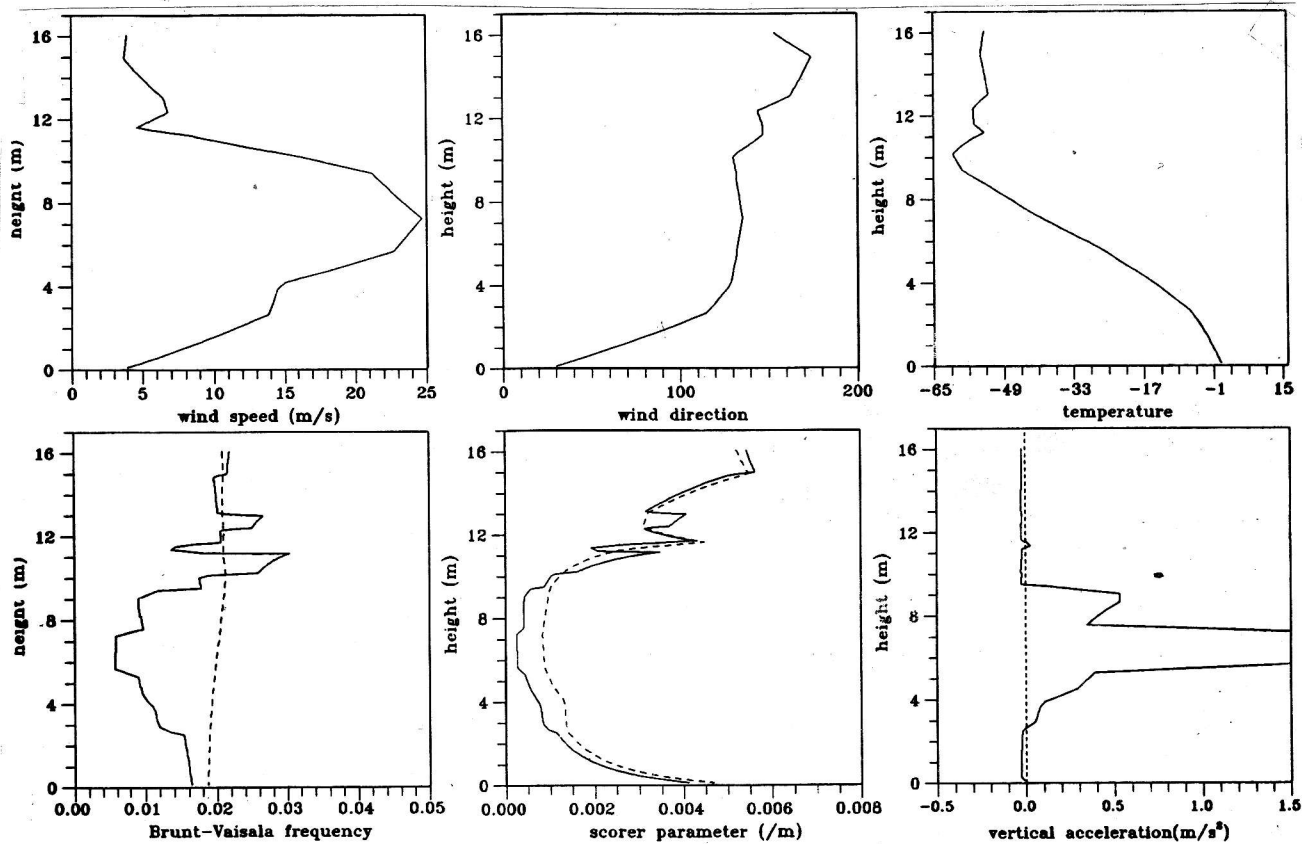 16
12
8
4
0
height (m)
0 5 10 15 20 25
wind speed (m/s)
16
12
8
4
0
height (m)
0 100 200
wind direction
16
12
8
4
0
height (m)
-65 -49 -33 -17 -1 15
temperature
16
12
8
4
0
height (m)
0.00 0.01 0.02 0.03 0.04 0.05
Brunt-Vaisala frequency
16
12
8
4
0
height (m)
0.000 0.002 0.004 0.006 0.008
scorer parameter (/m)
16
12
8
4
0
height (m)
-0.5 0.0 0.5 1.0 1.5
vertical acceleration(m/s²)